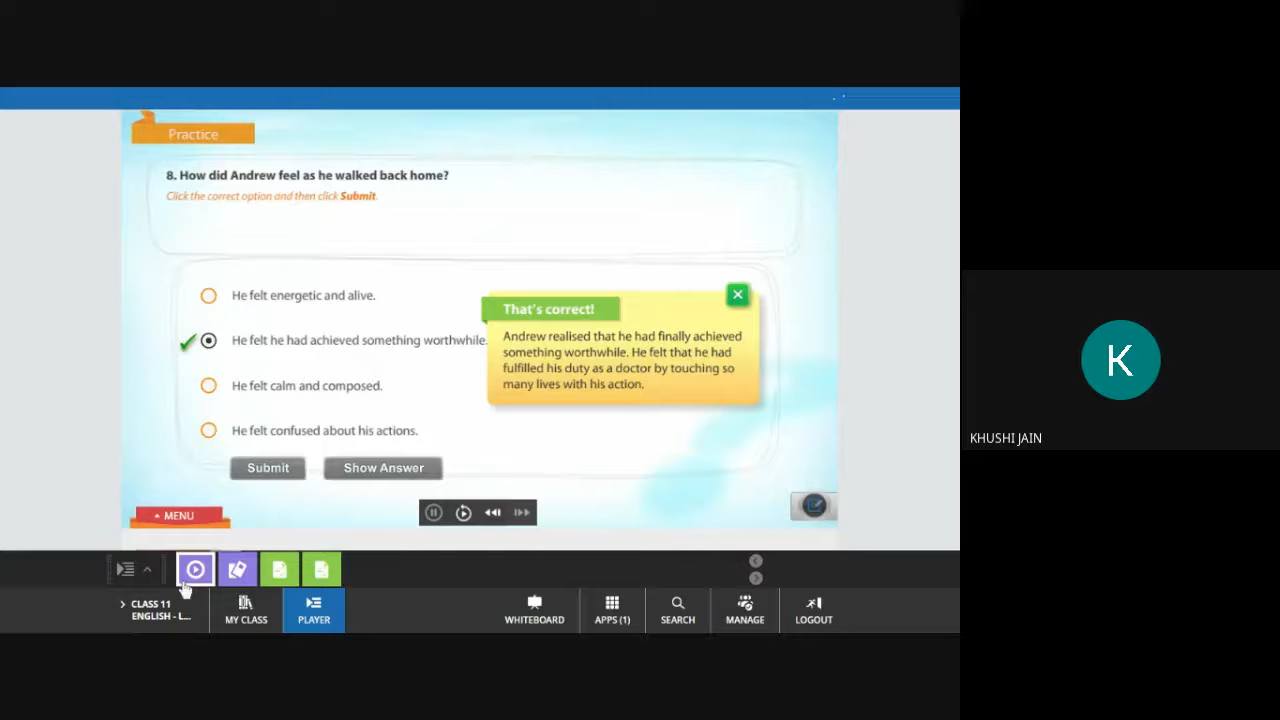 Practice
8. How did Andrew feel as he walked back home?
Click the correct option and then click Submit.
He felt energetic and alive.
He felt he had achieved something worthwhile.
He felt calm and composed.
He felt confused about his actions.
That's correct!
Andrew realised that he had finally achieved
something worthwhile. He felt that he had
fulfilled his duty as a doctor by touching so
many lives with his action.
Submit
Show Answer
MENU
CLASS 11
ENGLISH - L...
MY CLASS
PLAYER
WHITEBOARD
APPS (1)
SEARCH
MANAGE
LOGOUT
K
KHUSHI JAIN